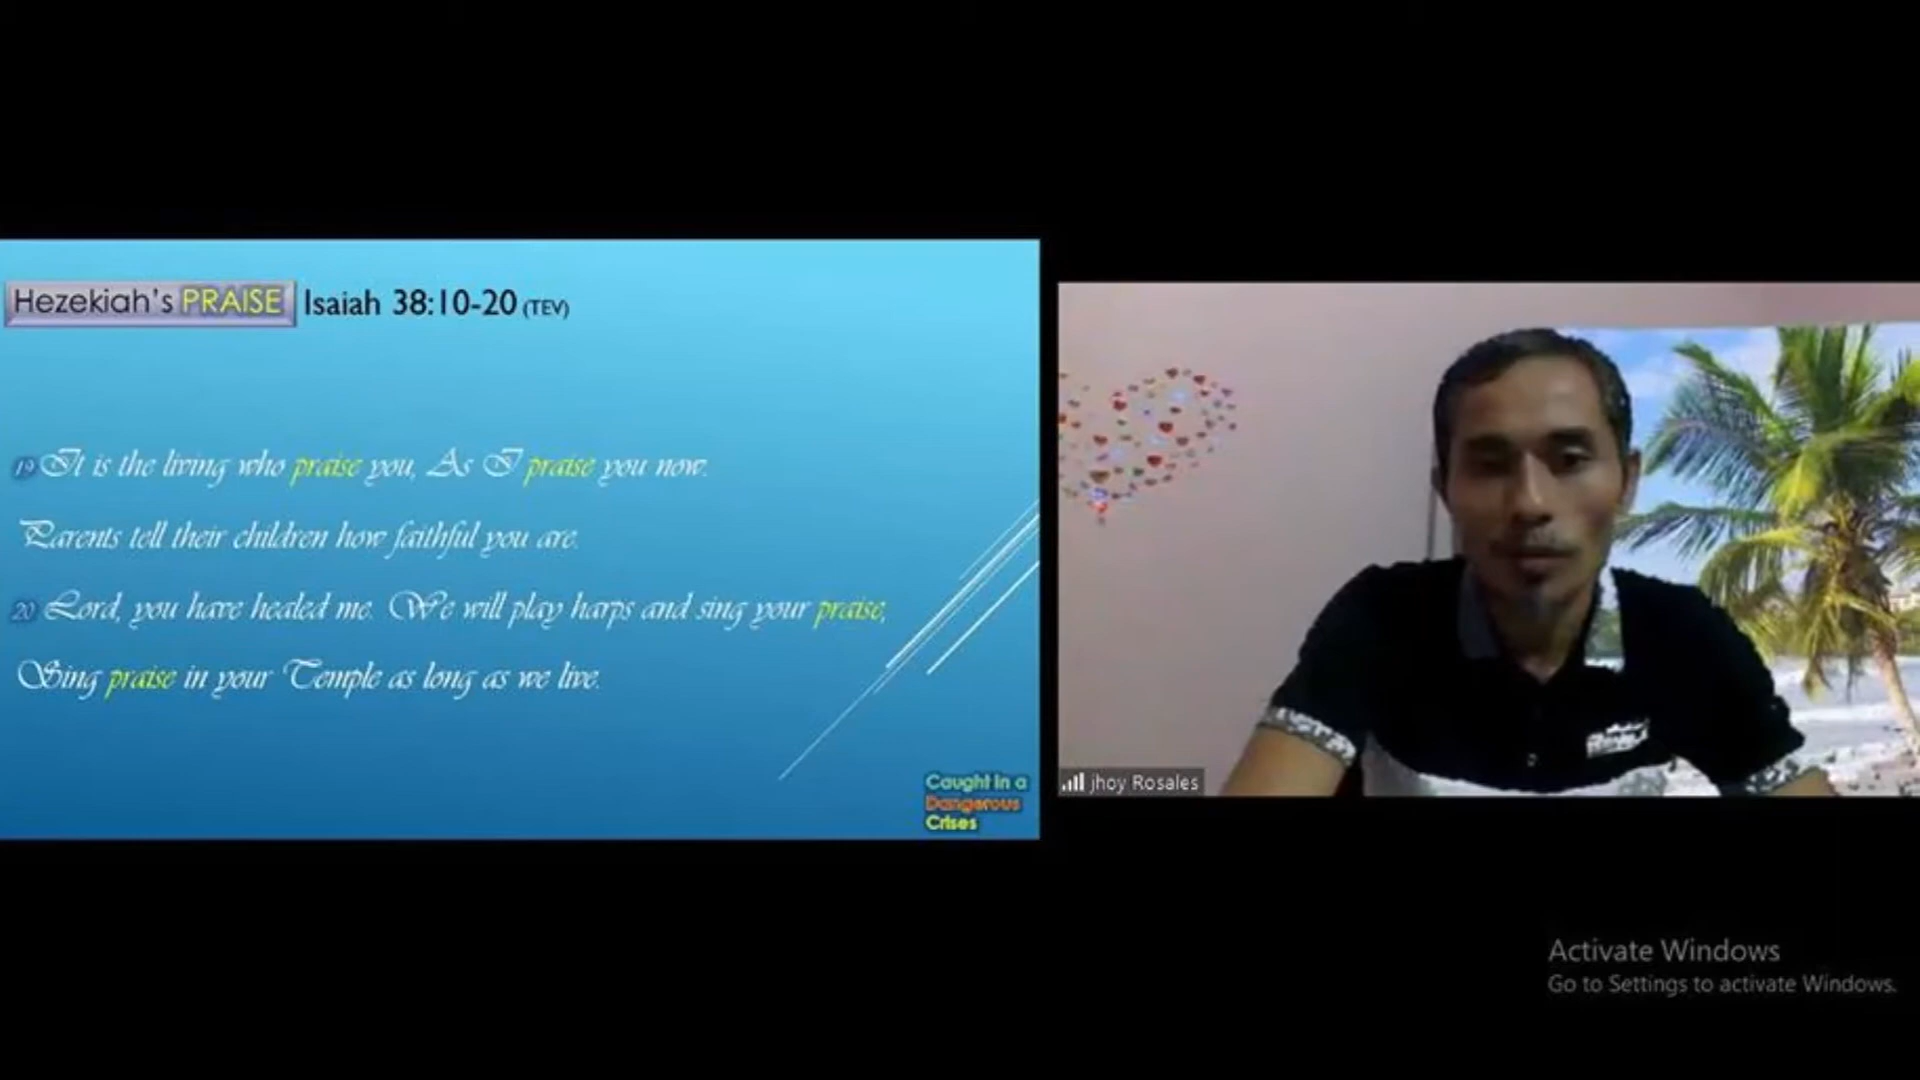 Hezekiah's PRAISE Isaiah 38:10-20 (TEV)
19 It is the living who praise you, As I praise you now.
Parents tell their children how faithful you are.
20 Lord, you have healed me. We will play harps and sing your praise,
Sing praise in your Temple as long as we live.
Caught in a
Dangerous
Crises
jhoy Rosales
Activate Windows
Go to Settings to activate Windows.